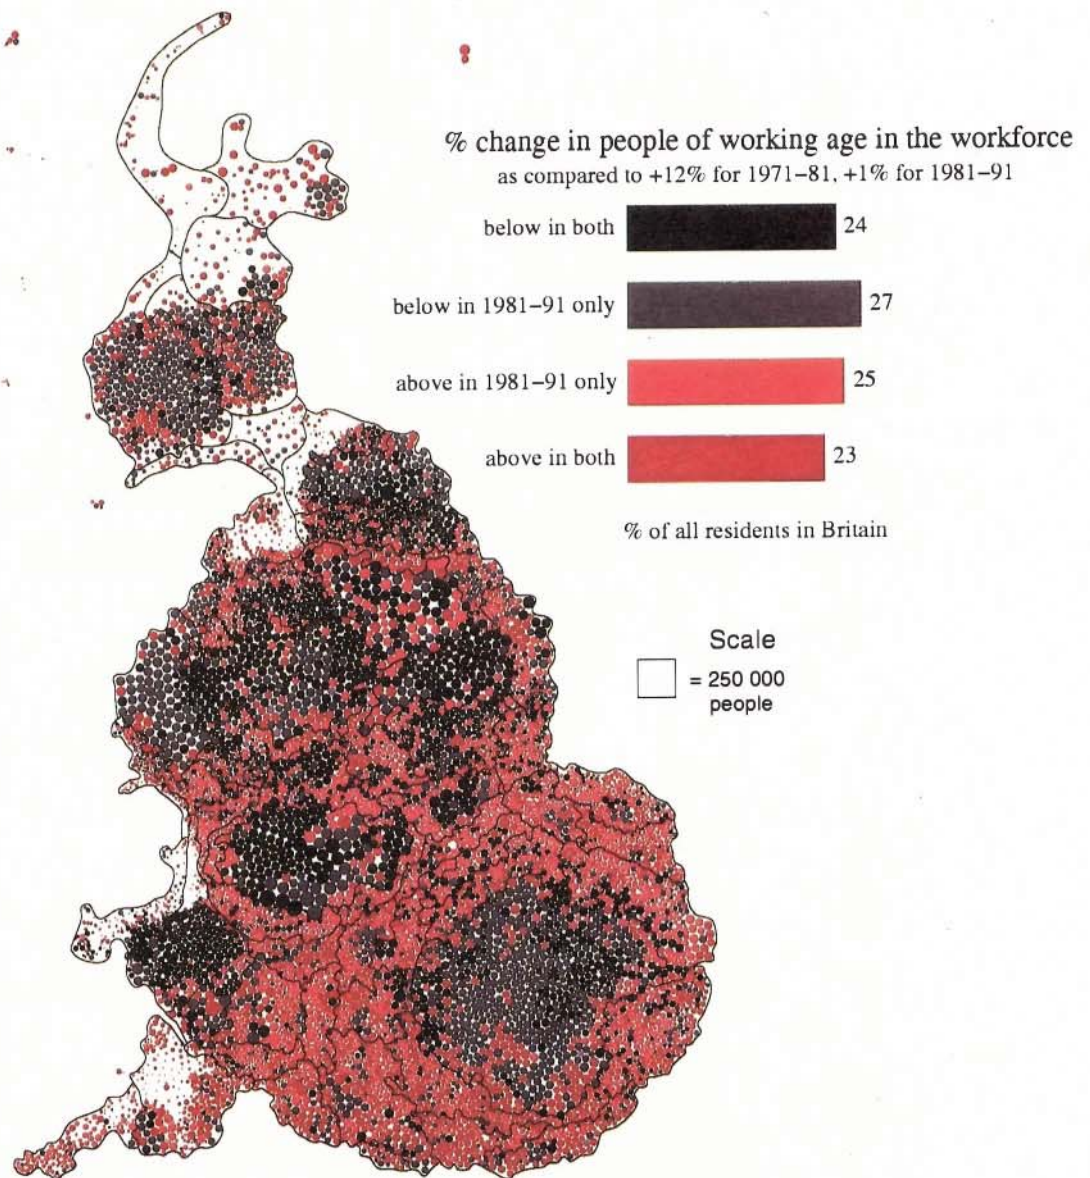 % change in people of working age in the workforce
as compared to +12% for 1971–81, +1% for 1981–91
below in both 24
below in 1981–91 only 27
above in 1981–91 only 25
above in both 23
% of all residents in Britain
Scale
= 250 000
people